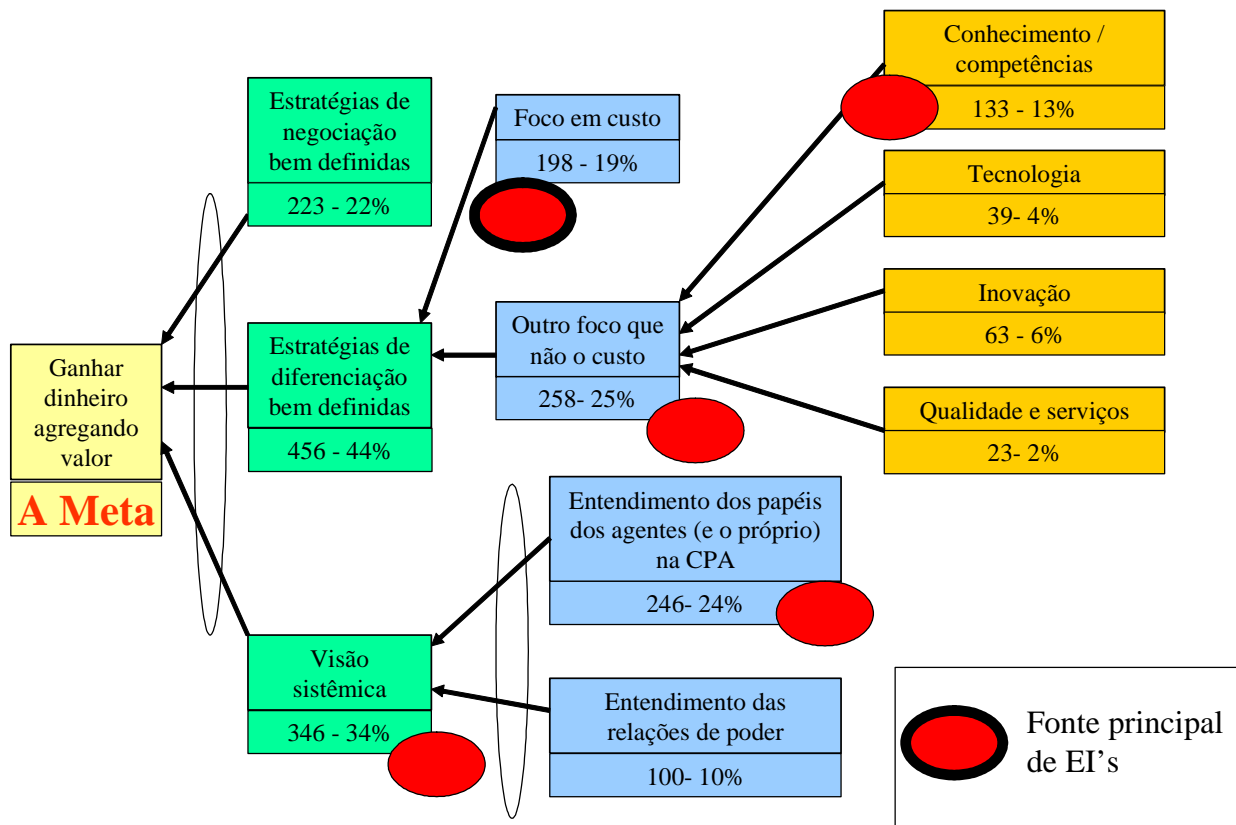 Conhecimento /
competências
133 - 13%
Estratégias de
negociação
bem definidas
223 - 22%
Foco em custo
198 - 19%
Tecnologia
39- 4%
Inovação
63 - 6%
Qualidade e serviços
23- 2%
Outro foco que
não o custo
258- 25%
Estratégias de
diferenciação
bem definidas
456 - 44%
Ganhar
dinheiro
agregando
valor
A Meta
Entendimento dos papéis
dos agentes (e o próprio)
na CPA
246- 24%
Visão
sistêmica
346 - 34%
Entendimento das
relações de poder
100- 10%
Fonte principal
de EI’s